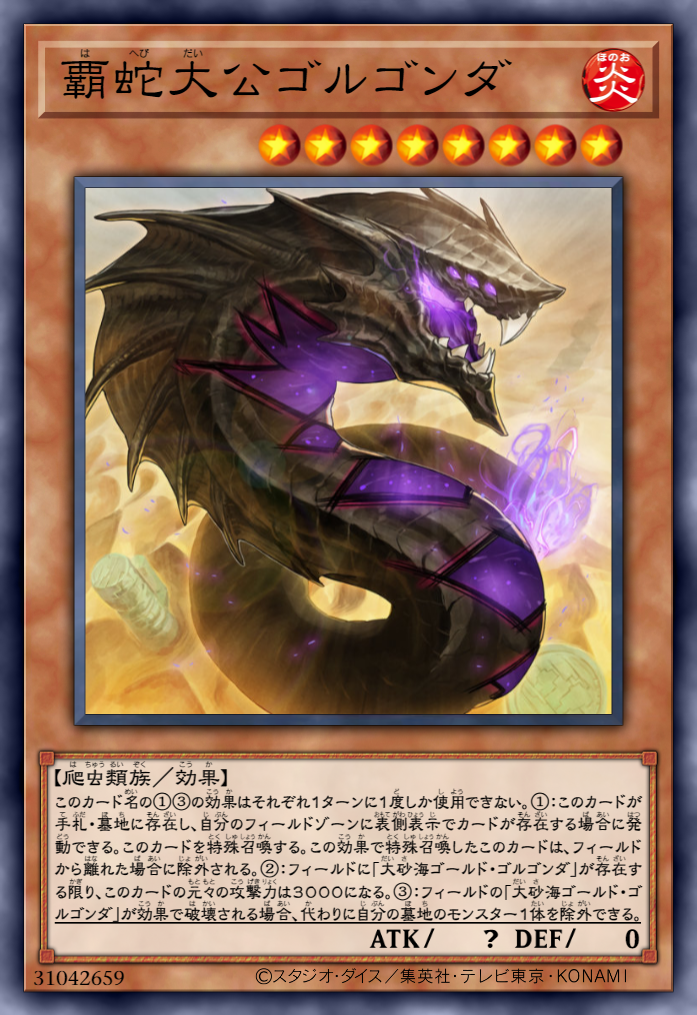 覇蛇大公ゴルゴンダ
炎
【爬虫類族／効果】
このカード名の①③の効果はそれぞれ1ターンに1度しか使用できない。①：このカードが
手札・墓地に存在し、自分のフィールドゾーンに表側表示でカードが存在する場合に発
動できる。このカードを特殊召喚する。この効果で特殊召喚したこのカードは、フィールド
から離れた場合に除外される。②：フィールドに「大砂海ゴールド・ゴルゴンダ」が存在す
る限り、このカードの元々の攻撃力は3000になる。③：フィールドの「大砂海ゴールド・ゴ
ルゴンダ」が効果で破壊される場合、代わりに自分の墓地のモンスター1体を除外できる。
ATK/ ? DEF/ 0
31042659 ©スタジオ・ダイス／集英社・テレビ東京・KONAMI